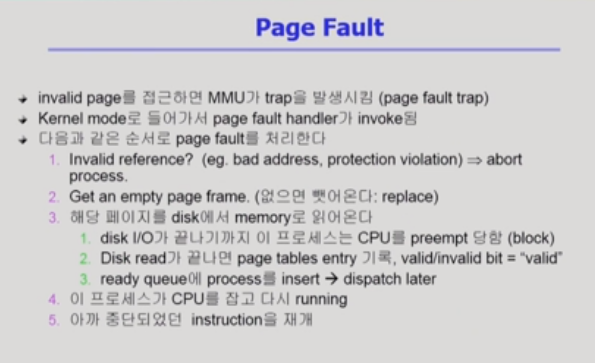 Page Fault
invalid page를 접근하면 MMU가 trap을 발생시킴 (page fault trap)
Kernel mode로 들어가서 page fault handler가 invoke됨
다음과 같은 순서로 page fault를 처리한다
1. Invalid reference? (eg. bad address, protection violation) ⇒ abort
process.
2. Get an empty page frame. (없으면 뺏어온다: replace)
3. 해당 페이지를 disk에서 memory로 읽어온다
1. disk I/O가 끝나기까지 이 프로세스는 CPU를 preempt 당함 (block)
2. Disk read가 끝나면 page tables entry 기록, valid/invalid bit = “valid”
3. ready queue에 process를 insert → dispatch later
4. 이 프로세스가 CPU를 잡고 다시 running
5. 아까 중단되었던 instruction을 재개